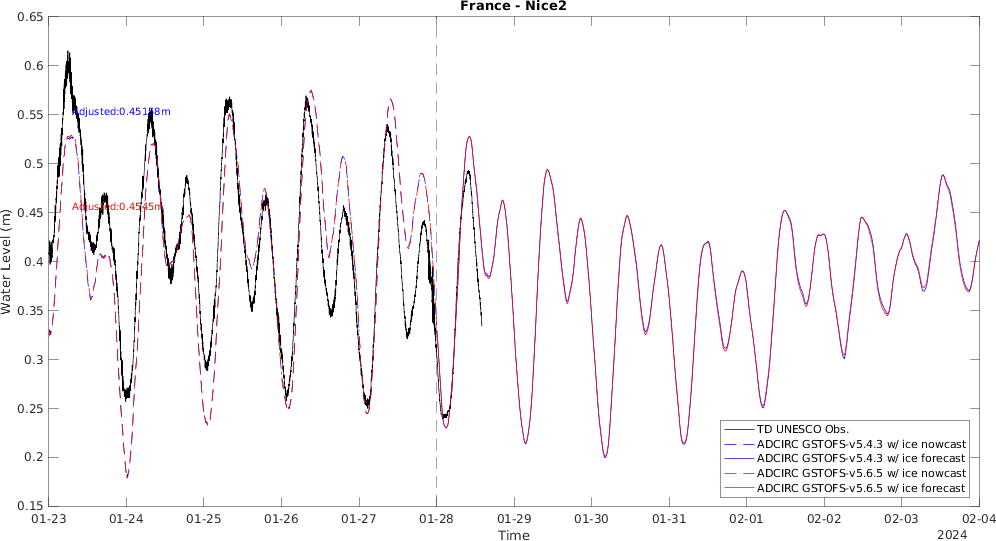 France - Nice2
0.65
0.6
0.55
0.5
0.45
0.4
0.35
0.3
0.25
0.2
0.15
Water Level (m)
Adjusted:0.45158m
Adjusted:0.4545m
TD UNESCO Obs.
ADCIRC GSTOFS-v5.4.3 w/ ice nowcast
ADCIRC GSTOFS-v5.4.3 w/ ice forecast
ADCIRC GSTOFS-v5.6.5 w/ ice nowcast
ADCIRC GSTOFS-v5.6.5 w/ ice forecast
01-23 01-24 01-25 01-26 01-27 01-28 01-29 01-30 01-31 02-01 02-02 02-03 02-04
Time
2024